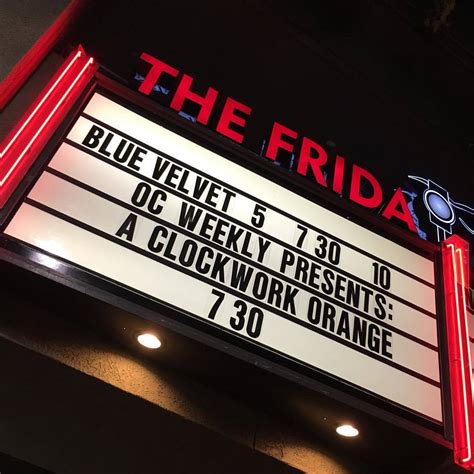 THE FRIDA
BLUE VELVET 5 7 30 10
OC WEEKLY PRESENTS:
A CLOCKWORK ORANGE
7 30